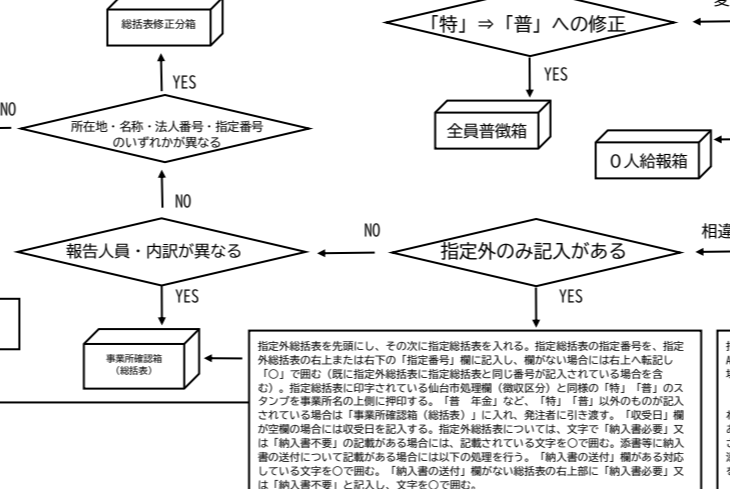 総括表修正分箱
「特」⇒「普」への修正
変
YES
YES
NO
所在地・名称・法人番号・指定番号
のいずれかが異なる
全員普徴箱
０人給報箱
NO
報告人員・内訳が異なる
NO
指定外のみ記入がある
相違
YES
YES
事業所確認箱
（総括表）
指定外総括表を先頭にし、その次に指定総括表を入れる。指定総括表の指定番号を、指定
外総括表の右上または右下の「指定番号」欄に記入し、欄がない場合には右上へ転記し
「〇」で囲む（既に指定外総括表に指定総括表と同じ番号が記入されている場合を含
む）。指定総括表に印字されている仙台市処理欄（徴収区分）と同様の「特」「普」のス
タンプを事業所名の上側に押印する。「普　年金」など、「特」「普」以外のものが記入
されている場合は「事業所確認箱（総括表）」に入れ、発注者に引き渡す。「収受日」欄
が空欄の場合には収受日を記入する。指定外総括表については、文字で「納入書必要」又
は「納入書不要」の記載がある場合には、記載されている文字を〇で囲む。添書等に納入
書の送付について記載がある場合には以下の処理を行う。「納入書の送付」欄がある対応
している文字を〇で囲む。「納入書の送付」欄がない総括表の右上部に「納入書必要」又
は「納入書不要」と記入し、文字を〇で囲む。